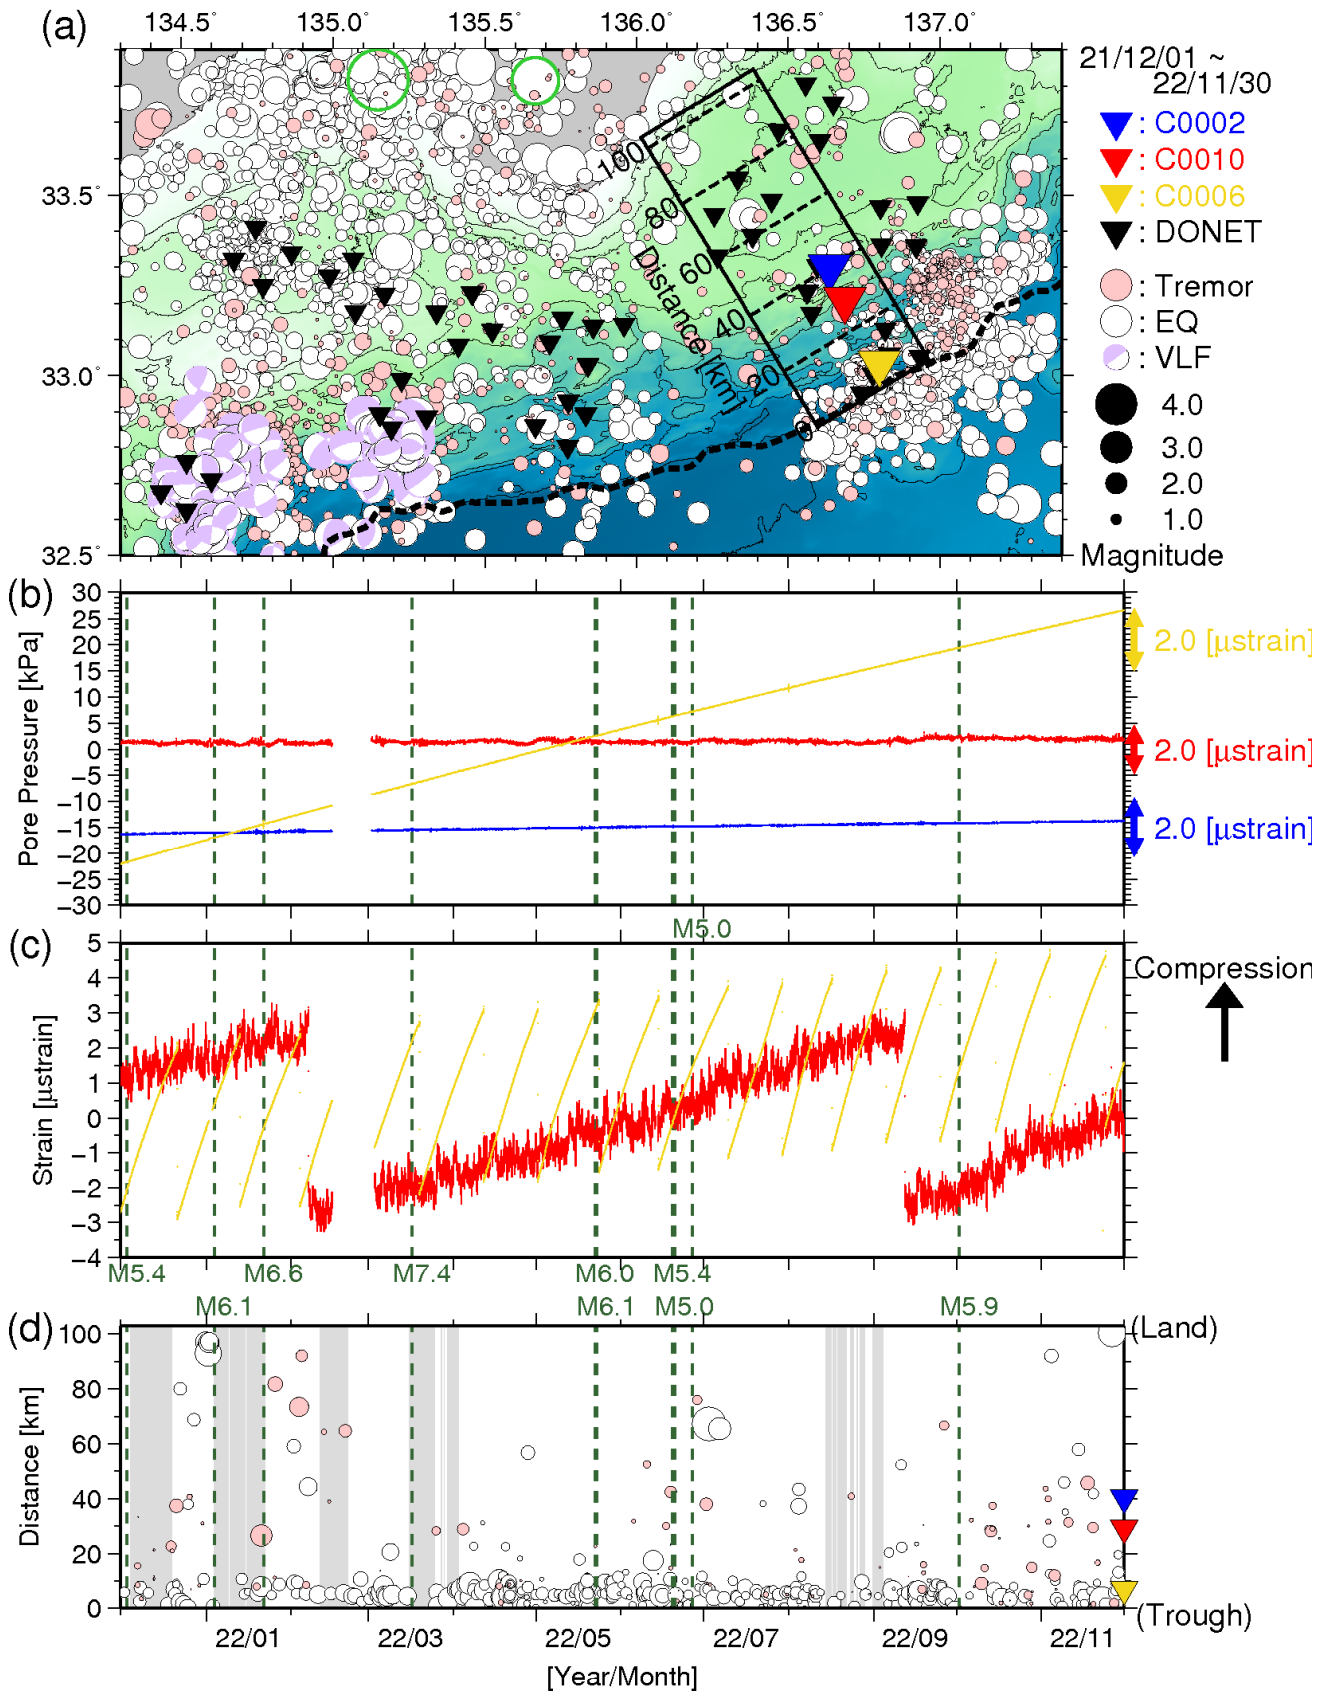 (a)
134.5° 135.0° 135.5° 136.0° 136.5° 137.0°
33.5°
33.0°
32.5°
100
80
60
40
20
0
Distance [km]
21/12/01 ~
22/11/30
: C0002
: C0010
: C0006
: DONET
: Tremor
: EQ
: VLF
4.0
3.0
2.0
1.0
Magnitude
(b)
Pore Pressure [kPa]
30
25
20
15
10
5
0
−5
−10
−15
−20
−25
−30
2.0 [μstrain]
2.0 [μstrain]
2.0 [μstrain]
M5.0
(c)
Strain [μstrain]
5
4
3
2
1
0
−1
−2
−3
−4
Compression
M5.4 M6.6 M7.4 M6.0 M5.4
M6.1 M6.1 M5.0 M5.9
(d)
Distance [km]
100
80
60
40
20
0
(Land)
(Trough)
22/01 22/03 22/05 22/07 22/09 22/11
[Year/Month]